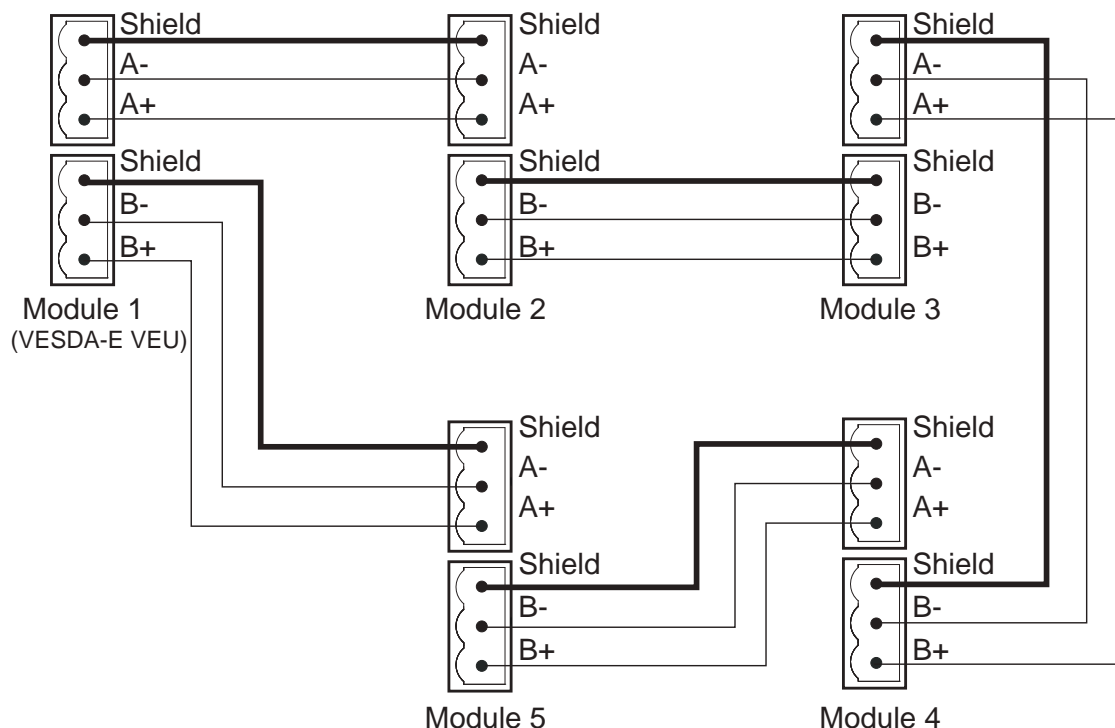 Shield
A-
A+
Shield
B-
B+
Module 1
(VESDA-E VEU)
Shield
A-
A+
Shield
B-
B+
Module 2
Shield
A-
A+
Shield
B-
B+
Module 3
Shield
A-
A+
Shield
B-
B+
Module 5
Shield
A-
A+
Shield
B-
B+
Module 4